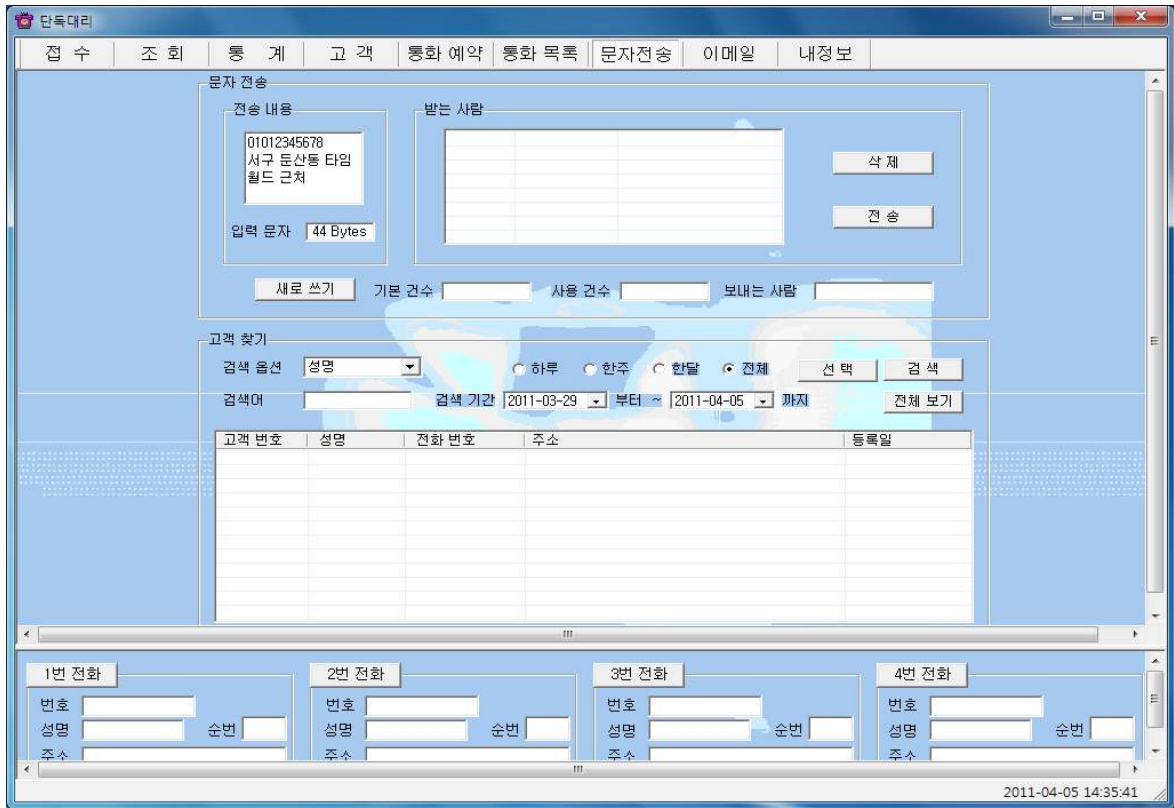 단독대리
접 수 조 회 통 계 고 객 통화 예약 통화 목록 문자전송 이메일 내정보
문자 전송
전송 내용 받는 사람
01012345678
서구 둔산동 타임
월드 근처
삭 제
전 송
입력 문자 44 Bytes
새로 쓰기 기본 건수 사용 건수 보내는 사람
고객 찾기
검색 옵션 성명 하루 한주 한달 전체 선 택 검 색
검색어 검색 기간 2011-03-29 부터 ~ 2011-04-05 까지 전체 보기
고객 번호 성명 전화 번호 주소 등록일
1번 전화 2번 전화 3번 전화 4번 전화
번호 번호 번호 번호
성명 순번 성명 순번 성명 순번 성명 순번
주소 주소 주소 주소
2011-04-05 14:35:41